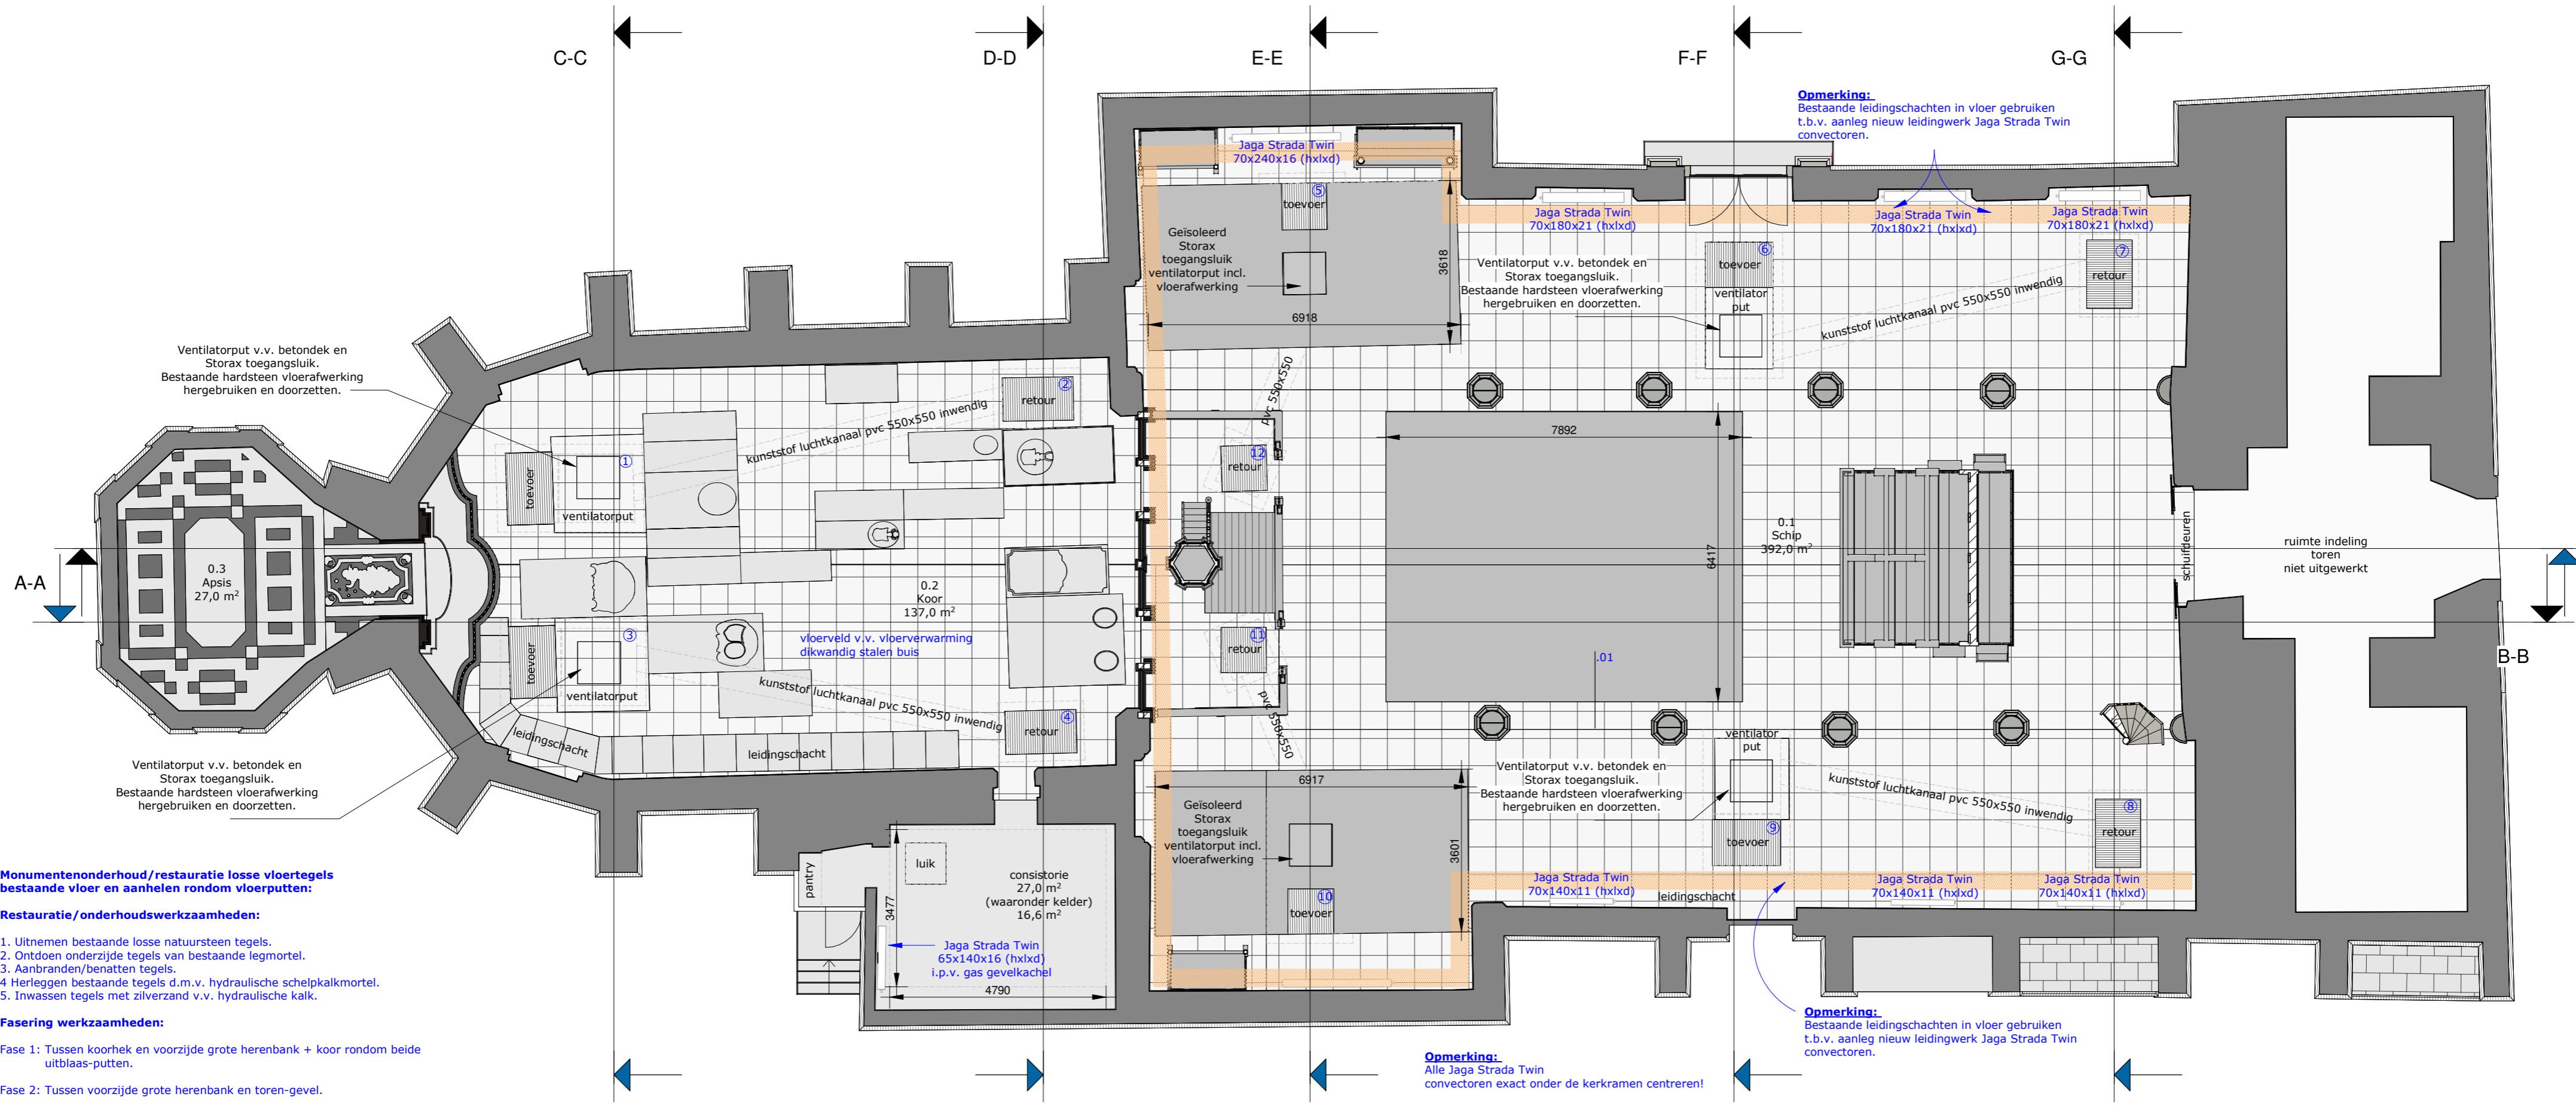 C-C
D-D
E-E
F-F
G-G
Opmerking:
Bestaande leidingschachten in vloer gebruiken
t.b.v. aanleg nieuw leidingwerk Jaga Strada Twin
convectoren.
Jaga Strada Twin
70x240x16 (hxlxd)
5
toevoer
Geïsoleerd
Storax
toegangsluik
ventilatorput incl.
vloerafwerking
3618
6918
Jaga Strada Twin
70x180x21 (hxlxd)
Jaga Strada Twin
70x180x21 (hxlxd)
Jaga Strada Twin
70x180x21 (hxlxd)
Ventilatorput v.v. betondek en
Storax toegangsluik.
Bestaande hardsteen vloerafwerking
hergebruiken en doorzetten.
6
toevoer
ventilator
put
kunststof luchtkanaal pvc 550x550 inwendig
7
retour
Ventilatorput v.v. betondek en
Storax toegangsluik.
Bestaande hardsteen vloerafwerking
hergebruiken en doorzetten.
2
retour
kunststof luchtkanaal pvc 550x550 inwendig
1
toevoer
ventilatorput
pvc 550x550
12
retour
7892
6417
0.1
Schip
392,0 m²
schuifdeuren
ruimte indeling
toren
niet uitgewerkt
A-A
B-B
0.3
Apsis
27,0 m²
0.2
Koor
137,0 m²
vloerveld v.v. vloerverwarming
dikwandig stalen buis
3
toevoer
ventilatorput
kunststof luchtkanaal pvc 550x550 inwendig
4
retour
11
retour
pvc 550x550
.01
leidingschacht
leidingschacht
Ventilatorput v.v. betondek en
Storax toegangsluik.
Bestaande hardsteen vloerafwerking
hergebruiken en doorzetten.
6917
3601
Geïsoleerd
Storax
toegangsluik
ventilatorput incl.
vloerafwerking
10
toevoer
Ventilatorput v.v. betondek en
Storax toegangsluik.
Bestaande hardsteen vloerafwerking
hergebruiken en doorzetten.
ventilator
put
9
toevoer
kunststof luchtkanaal pvc 550x550 inwendig
8
retour
Jaga Strada Twin
70x140x11 (hxlxd)
leidingschacht
Jaga Strada Twin
70x140x11 (hxlxd)
Jaga Strada Twin
70x140x11 (hxlxd)
pantry
luik
3477
consistorie
27,0 m²
(waaronder kelder)
16,6 m²
Jaga Strada Twin
65x140x16 (hxlxd)
i.p.v. gas gevelkachel
4790
Monumentenonderhoud/restauratie losse vloertegels
bestaande vloer en aanhelen rondom vloerputten:
Restauratie/onderhoudswerkzaamheden:
1. Uitnemen bestaande losse natuursteen tegels.
2. Ontdoen onderzijde tegels van bestaande legmortel.
3. Aanbranden/benatten tegels.
4 Herleggen bestaande tegels d.m.v. hydraulische schelpkalkmortel.
5. Inwassen tegels met zilverzand v.v. hydraulische kalk.
Fasering werkzaamheden:
Fase 1: Tussen koorhek en voorzijde grote herenbank + koor rondom beide
uitblaas-putten.
Fase 2: Tussen voorzijde grote herenbank en toren-gevel.
Opmerking:
Alle Jaga Strada Twin
convectoren exact onder de kerkramen centreren!
Opmerking:
Bestaande leidingschachten in vloer gebruiken
t.b.v. aanleg nieuw leidingwerk Jaga Strada Twin
convectoren.